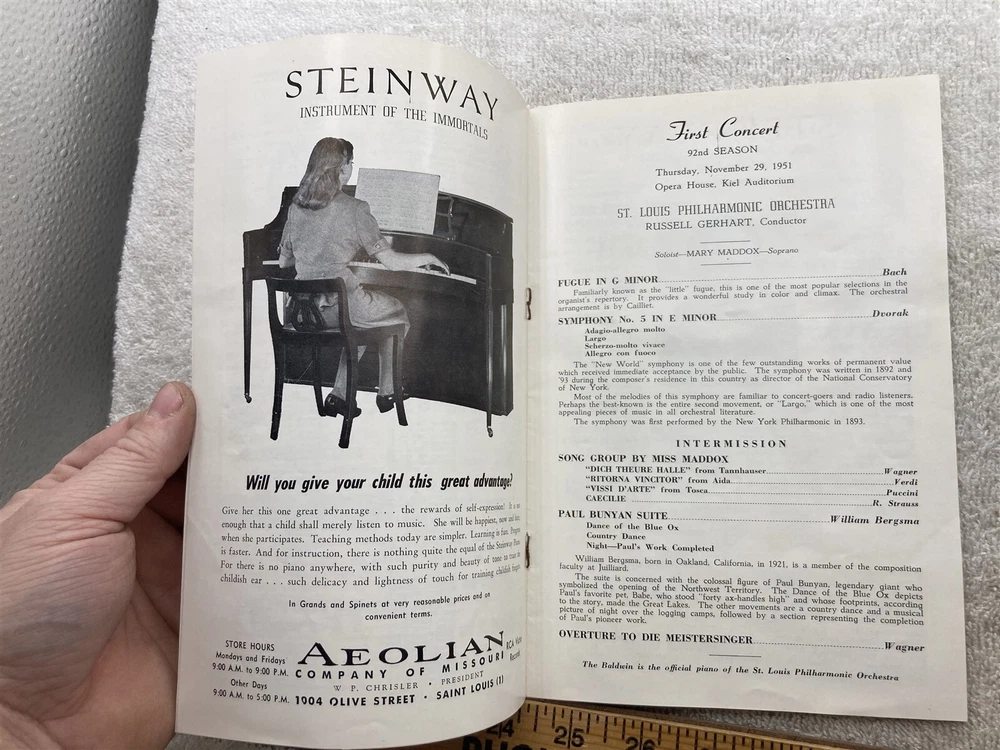 STEINWAY
INSTRUMENT OF THE IMMORTALS
Will you give your child this great advantage?
Give her this one great advantage . . . the rewards of self-expression! It is not
enough that a child shall merely listen to music. She will be happiest, now and later,
when she participates. Teaching methods today are simpler. Learning is fun.
is faster. And for instruction, there is nothing quite the equal of the Steinway
For there is no piano anywhere, with such purity and beauty of tone to train the
childish ear . . . such delicacy and lightness of touch for training childish
In Grands and Spinets at very reasonable prices and on
convenient terms.
STORE HOURS
Mondays and Fridays
9:00 A.M. to 9:00 P.M.
Other Days
9:00 A.M. to 5:00 P.M.
AEOLIAN
COMPANY OF MISSOURI
RCA
Records
W. P. CHRISLER • PRESIDENT
1004 OLIVE STREET • SAINT LOUIS (1)
First Concert
92nd SEASON
Thursday, November 29, 1951
Opera House, Kiel Auditorium
ST. LOUIS PHILHARMONIC ORCHESTRA
RUSSELL GERHART, Conductor
Soloist—MARY MADDOX—Soprano
FUGUE IN G MINOR Bach
Familiarly known as the "little" fugue, this is one of the most popular selections in the
organist's repertory. It provides a wonderful study in color and climax. The orchestral
arrangement is by Cailliet.
SYMPHONY No. 5 IN E MINOR Dvorak
Adagio-allegro molto
Largo
Scherzo-molto vivace
Allegro con fuoco
The "New World" symphony is one of the few outstanding works of permanent value
which received immediate acceptance by the public. The symphony was written in 1892 and
'93 during the composer's residence in this country as director of the National Conservatory
of New York.
Most of the melodies of this symphony are familiar to concert-goers and radio listeners.
Perhaps the best-known is the entire second movement, or "Largo," which is one of the most
appealing pieces of music in all orchestral literature.
The symphony was first performed by the New York Philharmonic in 1893.
INTERMISSION
SONG GROUP BY MISS MADDOX
"DICH THEURE HALLE" from Tannhauser Wagner
"RITORNA VINCITOR" from Aida Verdi
"VISSI D'ARTE" from Tosca Puccini
CAECILIE R. Strauss
PAUL BUNYAN SUITE William Bergsma
Dance of the Blue Ox
Country Dance
Night—Paul's Work Completed
William Bergsma, born in Oakland, California, in 1921, is a member of the composition
faculty at Juilliard.
The suite is concerned with the colossal figure of Paul Bunyan, legendary giant who
symbolized the opening of the Northwest Territory. The Dance of the Blue Ox depicts
Paul's favorite pet, Babe, who stood "forty ax-handles high" and whose footprints, according
to the story, made the Great Lakes. The other movements are a country dance and a musical
picture of night over the logging camps, followed by a section representing the completion
of Paul's pioneer work.
OVERTURE TO DIE MEISTERSINGER Wagner
The Baldwin is the official piano of the St. Louis Philharmonic Orchestra
24 25 26